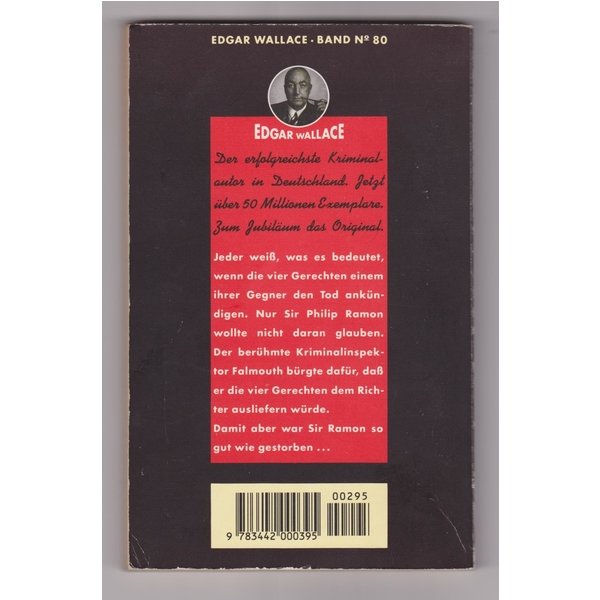 EDGAR WALLACE · BAND Nº 80
EDGAR WALLACE
Der erfolgreichste Kriminal-
autor in Deutschland. Jetzt
über 50 Millionen Exemplare.
Zum Jubiläum das Original.
Jeder weiß, was es bedeutet,
wenn die vier Gerechten einem
ihrer Gegner den Tod ankün-
digen. Nur Sir Philip Ramon
wollte nicht daran glauben.
Der berühmte Kriminalinspek-
tor Falmouth bürgte dafür, daß
er die vier Gerechten dem Rich-
ter ausliefern würde.
Damit aber war Sir Ramon so
gut wie gestorben ...
00295
9 783442 000395